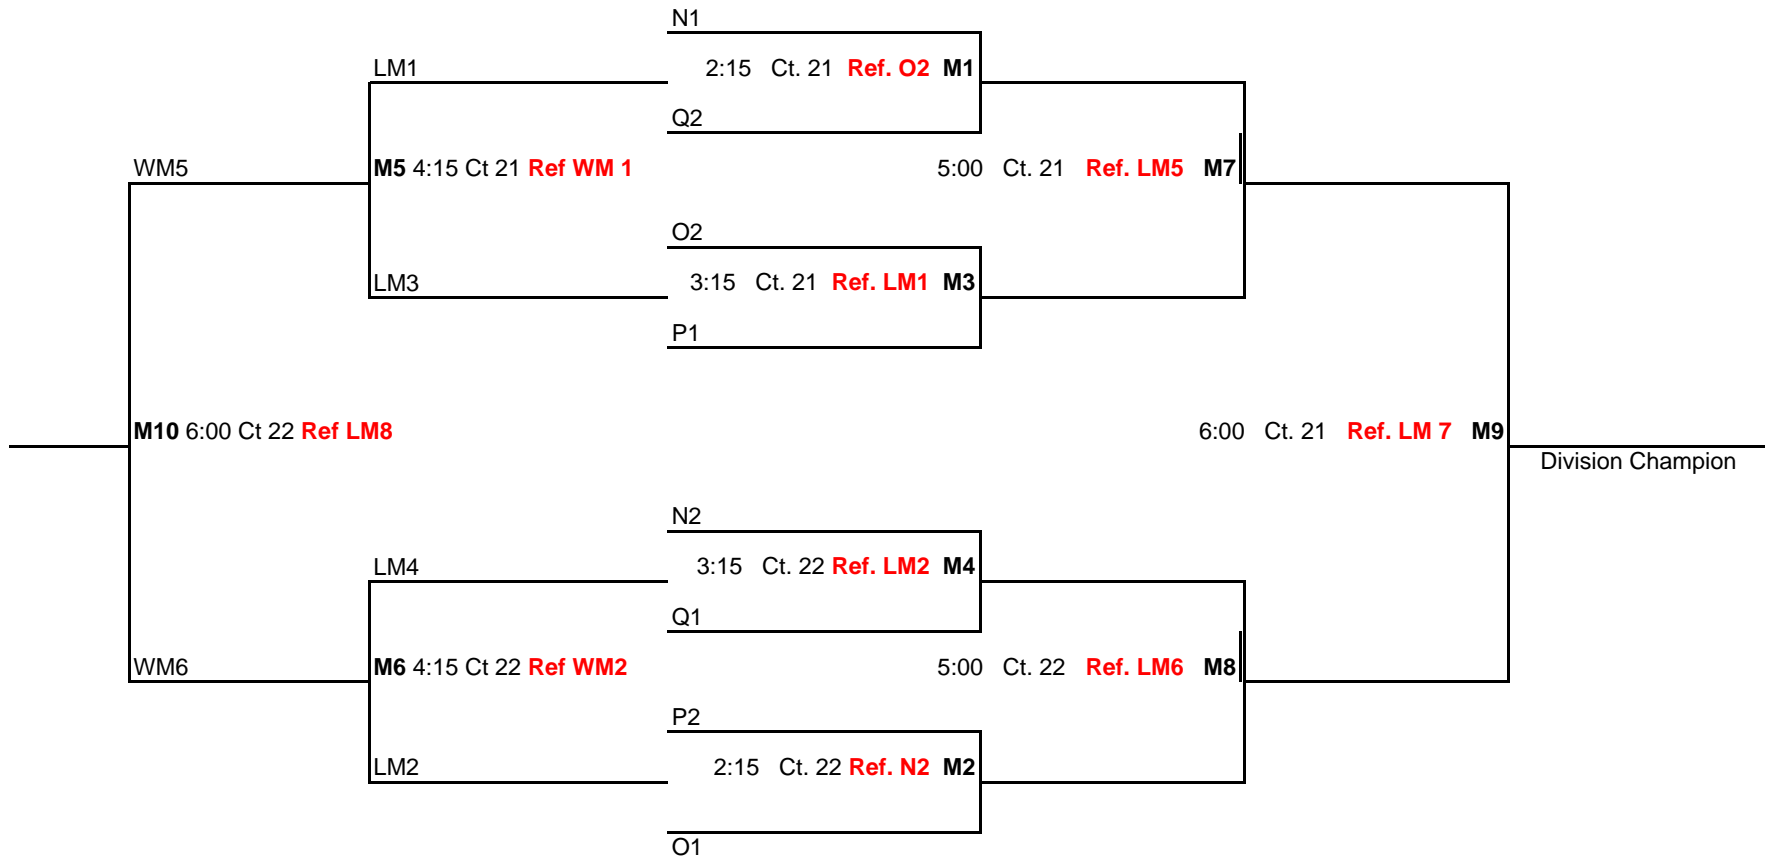 N1
LM1
2:15 Ct. 21 Ref. O2 M1
Q2
WM5
M5 4:15 Ct 21 Ref WM 1
5:00 Ct. 21 Ref. LM5 M7
O2
LM3
3:15 Ct. 21 Ref. LM1 M3
P1
M10 6:00 Ct 22 Ref LM8
6:00 Ct. 21 Ref. LM 7 M9
Division Champion
N2
LM4
3:15 Ct. 22 Ref. LM2 M4
Q1
WM6
M6 4:15 Ct 22 Ref WM2
5:00 Ct. 22 Ref. LM6 M8
P2
LM2
2:15 Ct. 22 Ref. N2 M2
O1